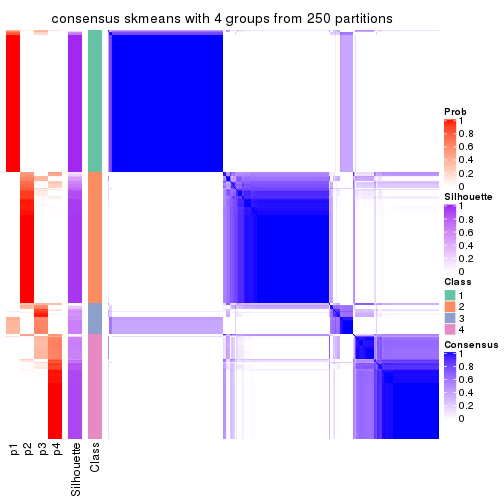 consensus skmeans with 4 groups from 250 partitions
Prob
1
0.8
0.6
0.4
0.2
0
Silhouette
1
0.8
0.6
0.4
0.2
0
Class
1
2
3
4
Consensus
1
0.8
0.6
0.4
0.2
0
p1
p2
p3
p4
Silhouette
Class